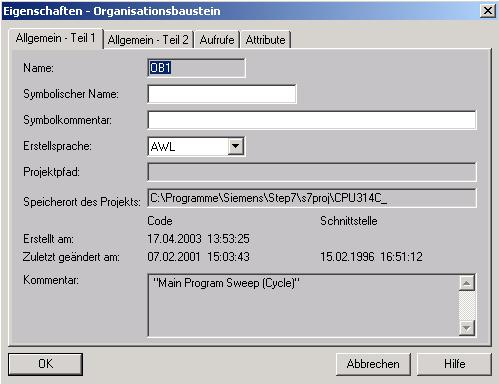 Eigenschaften - Organisationsbaustein
Allgemein - Teil 1 Allgemein - Teil 2 Aufrufe Attribute
Name: OB1
Symbolischer Name:
Symbolkommentar:
Erstellsprache: AWL
Projektpfad:
Speicherort des Projekts: C:\Programme\Siemens\Step7\s7proj\CPU314C_
Code Schnittstelle
Erstellt am: 17.04.2003 13:53:25
Zuletzt geändert am: 07.02.2001 15:03:43 15.02.1996 16:51:12
Kommentar: "Main Program Sweep (Cycle)"
OK Abbrechen Hilfe